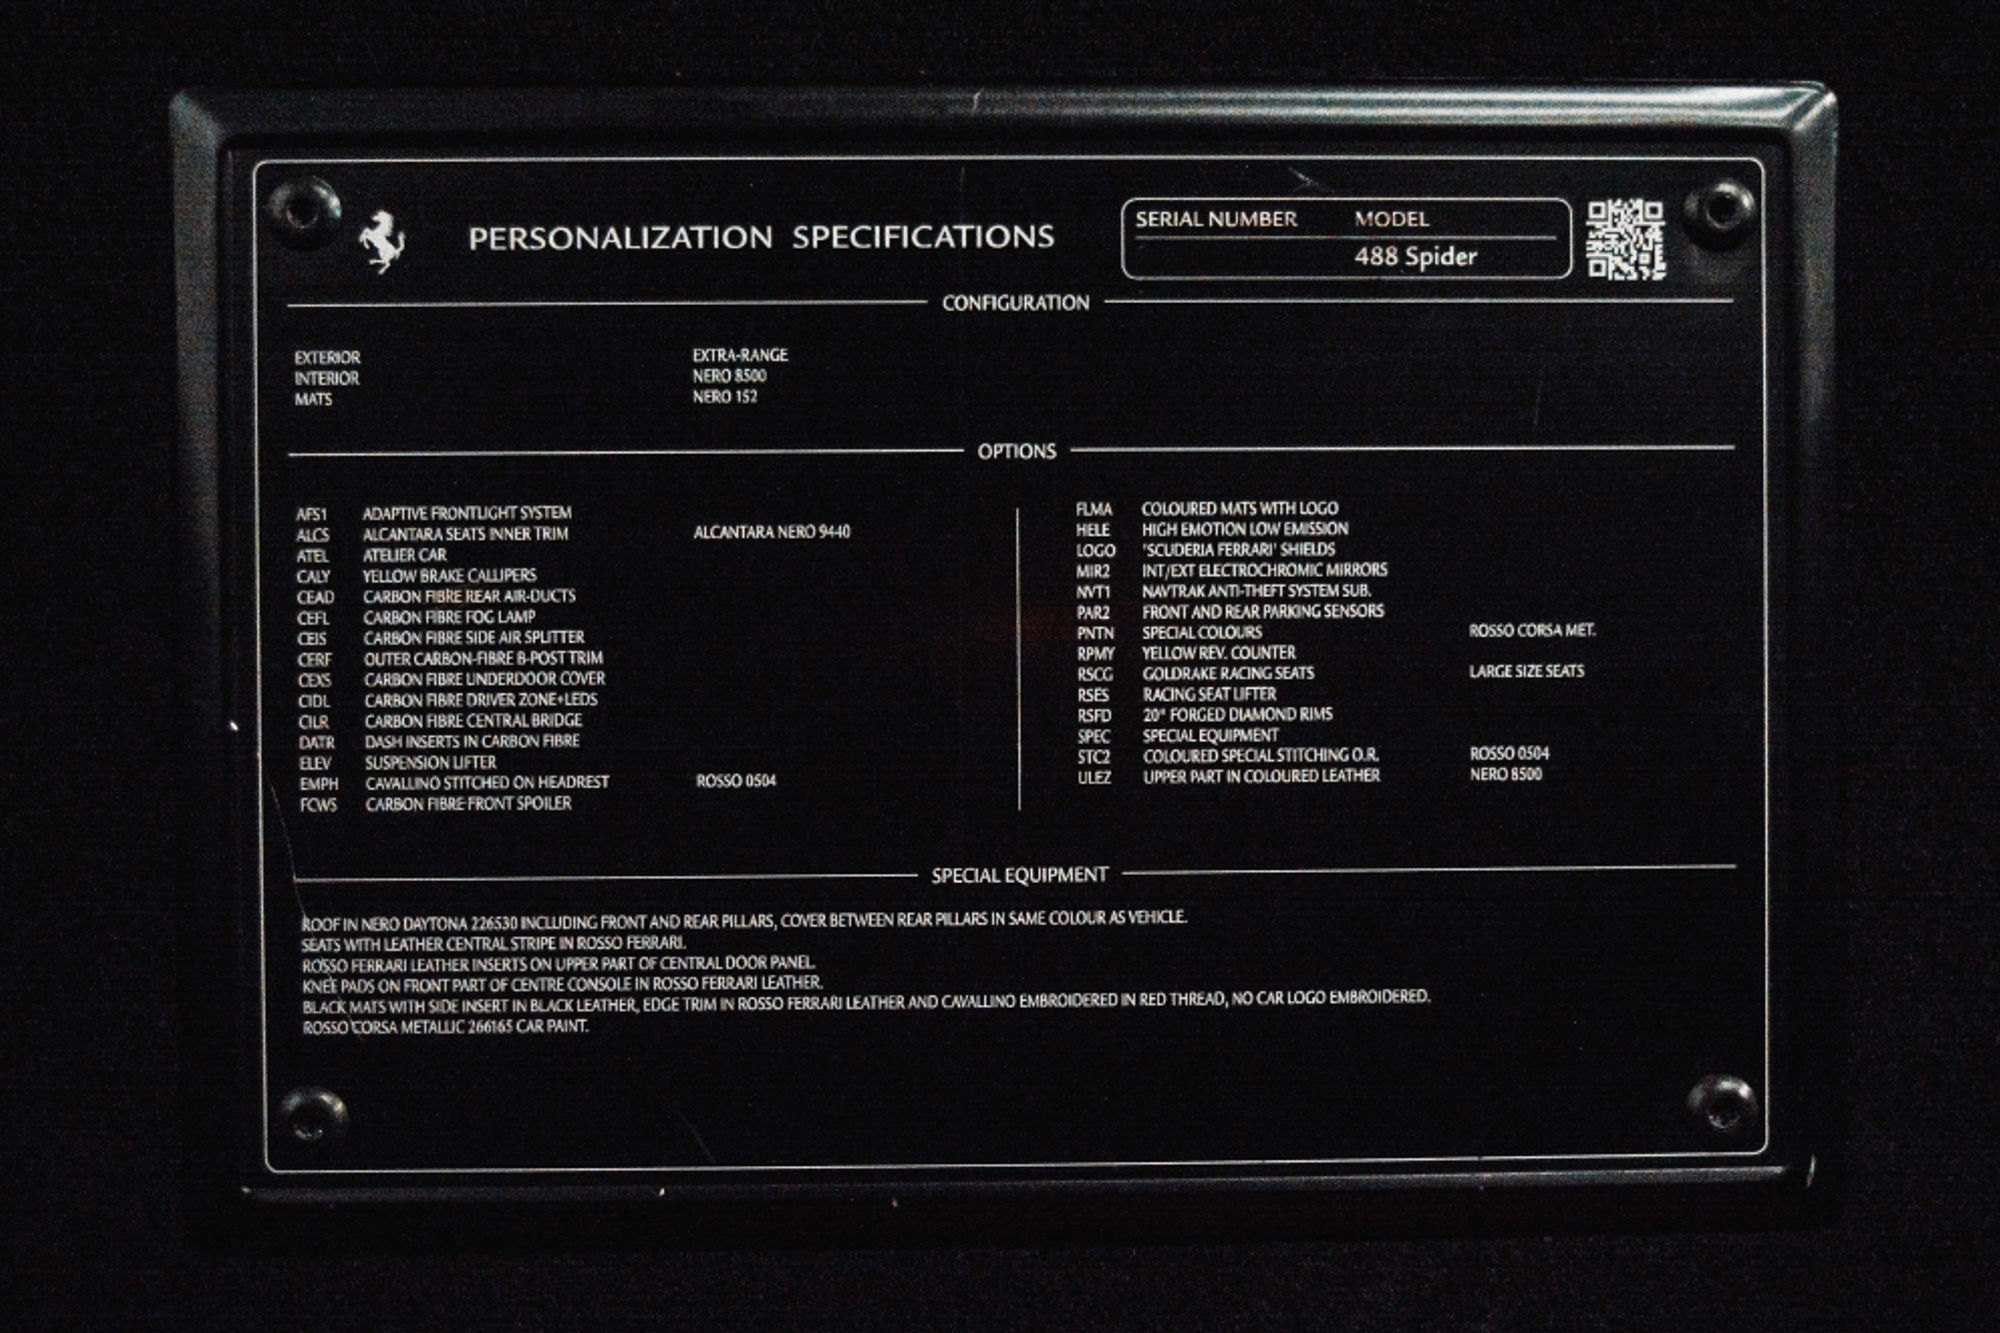 PERSONALIZATION SPECIFICATIONS
SERIAL NUMBER MODEL
488 Spider
CONFIGURATION
EXTERIOR EXTRA-RANGE
INTERIOR NERO 8500
MATS NERO 152
OPTIONS
AFS1 ADAPTIVE FRONTLIGHT SYSTEM
ALCS ALCANTARA SEATS INNER TRIM ALCANTARA NERO 9440
ATEL ATELIER CAR
CALY YELLOW BRAKE CALLIPERS
CEAD CARBON FIBRE REAR AIR-DUCTS
CEFL CARBON FIBRE FOG LAMP
CEIS CARBON FIBRE SIDE AIR SPLITTER
CERF OUTER CARBON-FIBRE B-POST TRIM
CEXS CARBON FIBRE UNDERDOOR COVER
CIDL CARBON FIBRE DRIVER ZONE+LEDS
CILR CARBON FIBRE CENTRAL BRIDGE
DATR DASH INSERTS IN CARBON FIBRE
ELEV SUSPENSION LIFTER
EMPH CAVALLINO STITCHED ON HEADREST ROSSO 0504
FCWS CARBON FIBRE FRONT SPOILER
FLMA COLOURED MATS WITH LOGO
HELE HIGH EMOTION LOW EMISSION
LOGO 'SCUDERIA FERRARI' SHIELDS
MIR2 INT/EXT ELECTROCHROMIC MIRRORS
NVT1 NAVTRAK ANTI-THEFT SYSTEM SUB.
PAR2 FRONT AND REAR PARKING SENSORS
PNTN SPECIAL COLOURS ROSSO CORSA MET.
RPMY YELLOW REV. COUNTER
RSCG GOLDRAKE RACING SEATS LARGE SIZE SEATS
RSES RACING SEAT LIFTER
RSFD 20" FORGED DIAMOND RIMS
SPEC SPECIAL EQUIPMENT
STC2 COLOURED SPECIAL STITCHING O.R. ROSSO 0504
ULEZ UPPER PART IN COLOURED LEATHER NERO 8500
SPECIAL EQUIPMENT
ROOF IN NERO DAYTONA 226530 INCLUDING FRONT AND REAR PILLARS, COVER BETWEEN REAR PILLARS IN SAME COLOUR AS VEHICLE.
SEATS WITH LEATHER CENTRAL STRIPE IN ROSSO FERRARI.
ROSSO FERRARI LEATHER INSERTS ON UPPER PART OF CENTRAL DOOR PANEL.
KNEE PADS ON FRONT PART OF CENTRE CONSOLE IN ROSSO FERRARI LEATHER.
BLACK MATS WITH SIDE INSERT IN BLACK LEATHER, EDGE TRIM IN ROSSO FERRARI LEATHER AND CAVALLINO EMBROIDERED IN RED THREAD, NO CAR LOGO EMBROIDERED.
ROSSO CORSA METALLIC 266165 CAR PAINT.